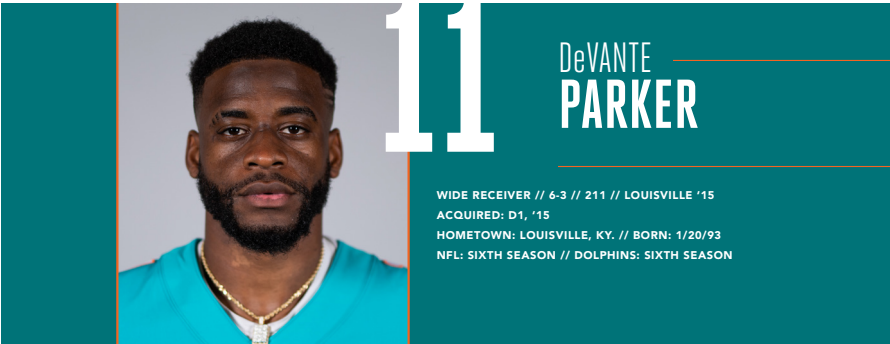 11
DeVANTE
PARKER
WIDE RECEIVER // 6-3 // 211 // LOUISVILLE ’15
ACQUIRED: D1, ‘15
HOMETOWN: LOUISVILLE, KY. // BORN: 1/20/93
NFL: SIXTH SEASON // DOLPHINS: SIXTH SEASON